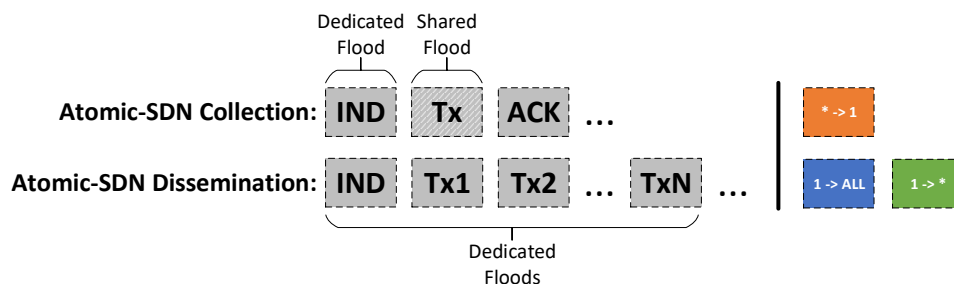 Dedicated Flood
Shared Flood
Atomic-SDN Collection: IND Tx ACK ... * -> 1
Atomic-SDN Dissemination: IND Tx1 Tx2 ... TxN ... 1 -> ALL 1 -> *
Dedicated Floods